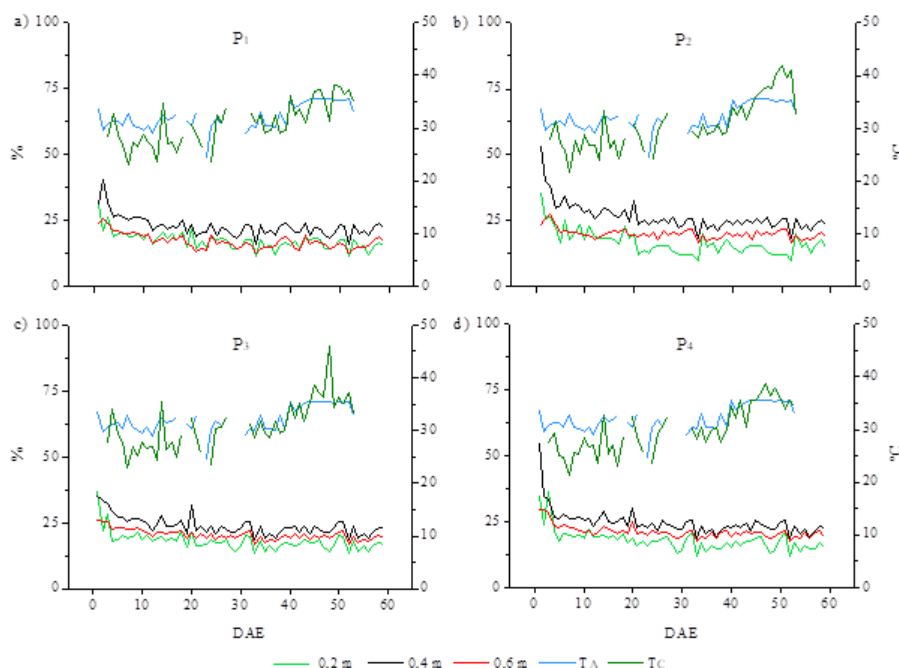 a) 100 50 b) 100 50
P1 P2
75 40 75 40
30 30
% 50 °C % 50 °C
20 20
25 10 25 10
0 0 0 0
c) 100 50 d) 100 50
P3 P4
75 40 75 40
30 30
% 50 °C % 50 °C
20 20
25 10 25 10
0 0 0 0
0 10 20 30 40 50 60 0 10 20 30 40 50 60
DAE DAE
0.2 m 0.4 m 0.6 m TA TC